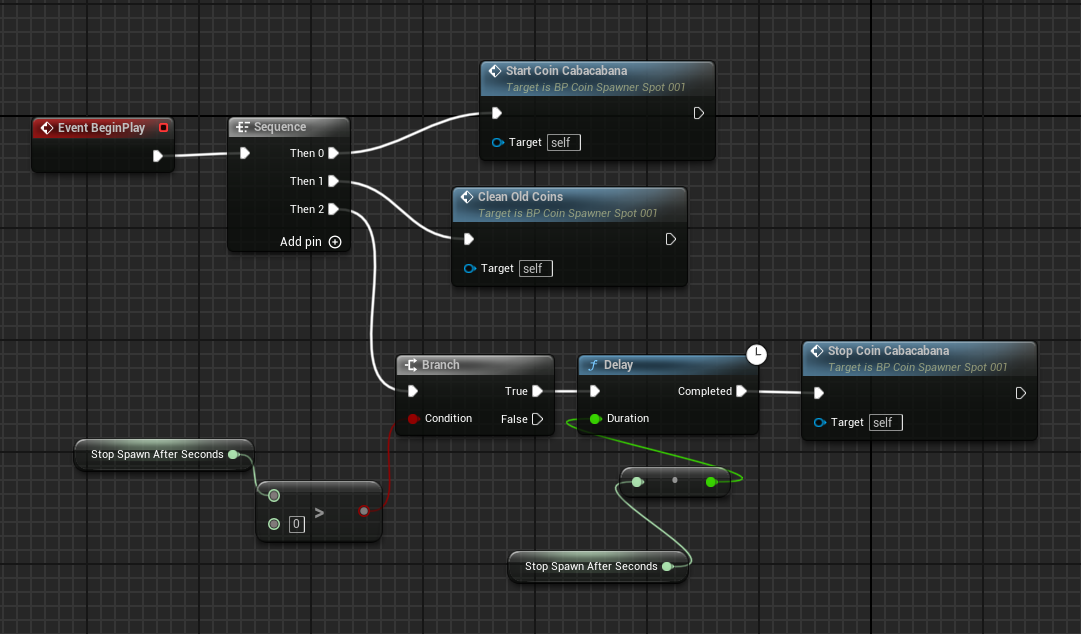 Start Coin Cabacabana
Target is BP Coin Spawner Spot 001
Target self
Event BeginPlay
Sequence
Then 0
Then 1
Then 2
Add pin
Clean Old Coins
Target is BP Coin Spawner Spot 001
Target self
Branch
True
Condition
False
Delay
Completed
Duration
Stop Coin Cabacabana
Target is BP Coin Spawner Spot 001
Target self
Stop Spawn After Seconds
>
0
Stop Spawn After Seconds